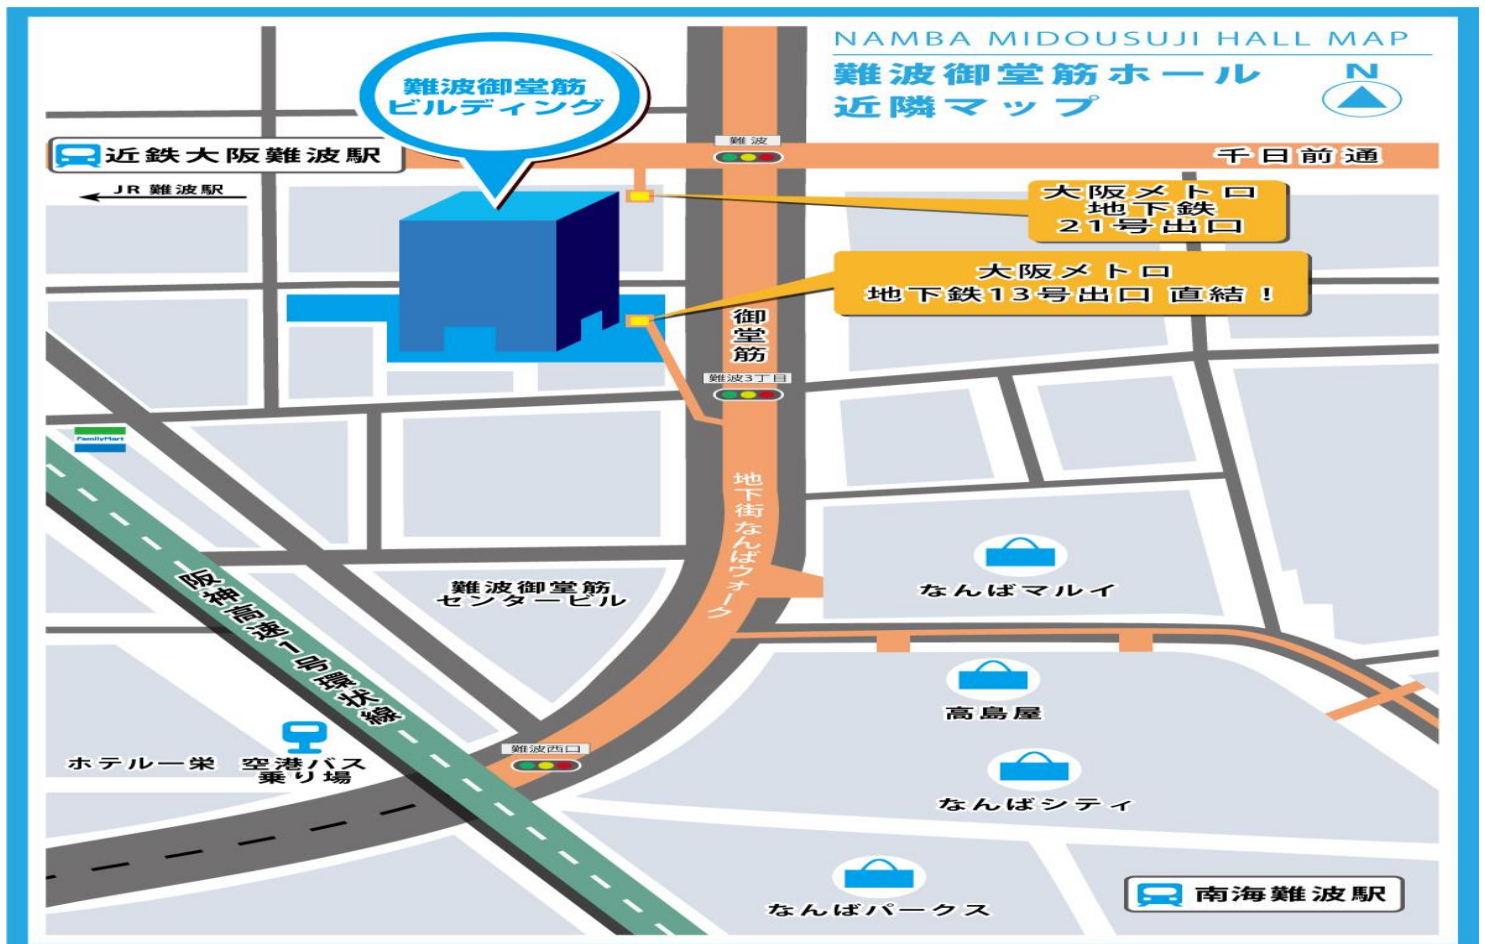 NAMBA MIDOUSUJI HALL MAP
難波御堂筋ホール
近隣マップ
N
難波御堂筋
ビルディング
難波
近鉄大阪難波駅
千日前通
JR 難波駅
大阪メトロ
地下鉄
21号出口
大阪メトロ
地下鉄13号出口 直結！
御堂筋
難波3丁目
FamilyMart
地下街なんばウォーク
阪神高速1号環状線
難波御堂筋
センタービル
なんばマルイ
高島屋
難波西口
ホテル一栄
空港バス
乗り場
なんばシティ
なんばパークス
南海難波駅